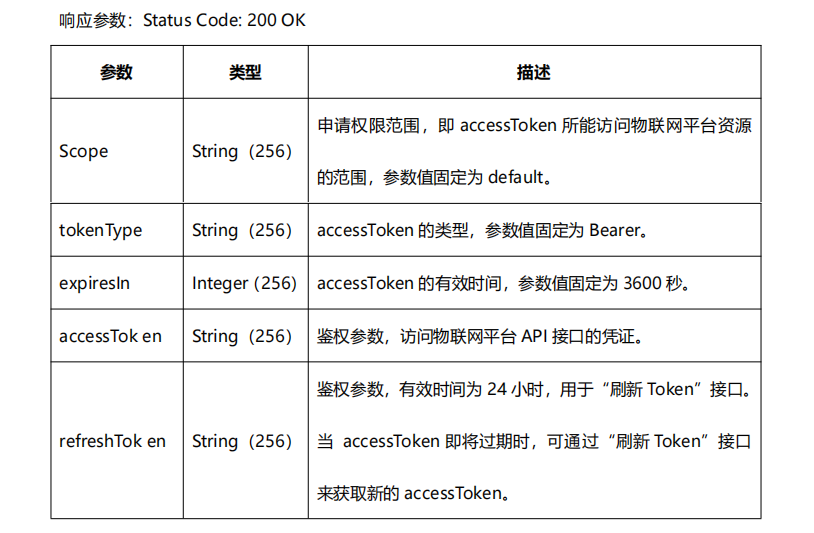 响应参数：Status Code: 200 OK
参数 类型 描述
Scope String（256） 申请权限范围，即 accessToken 所能访问物联网平台资源
的范围，参数值固定为 default。
tokenType String（256） accessToken 的类型，参数值固定为 Bearer。
expiresIn Integer（256） accessToken 的有效时间，参数值固定为 3600 秒。
accessTok en String（256） 鉴权参数，访问物联网平台 API 接口的凭证。
refreshTok en String（256） 鉴权参数，有效时间为 24 小时，用于“刷新 Token”接口。
当 accessToken 即将过期时，可通过“刷新 Token”接口
来获取新的 accessToken。